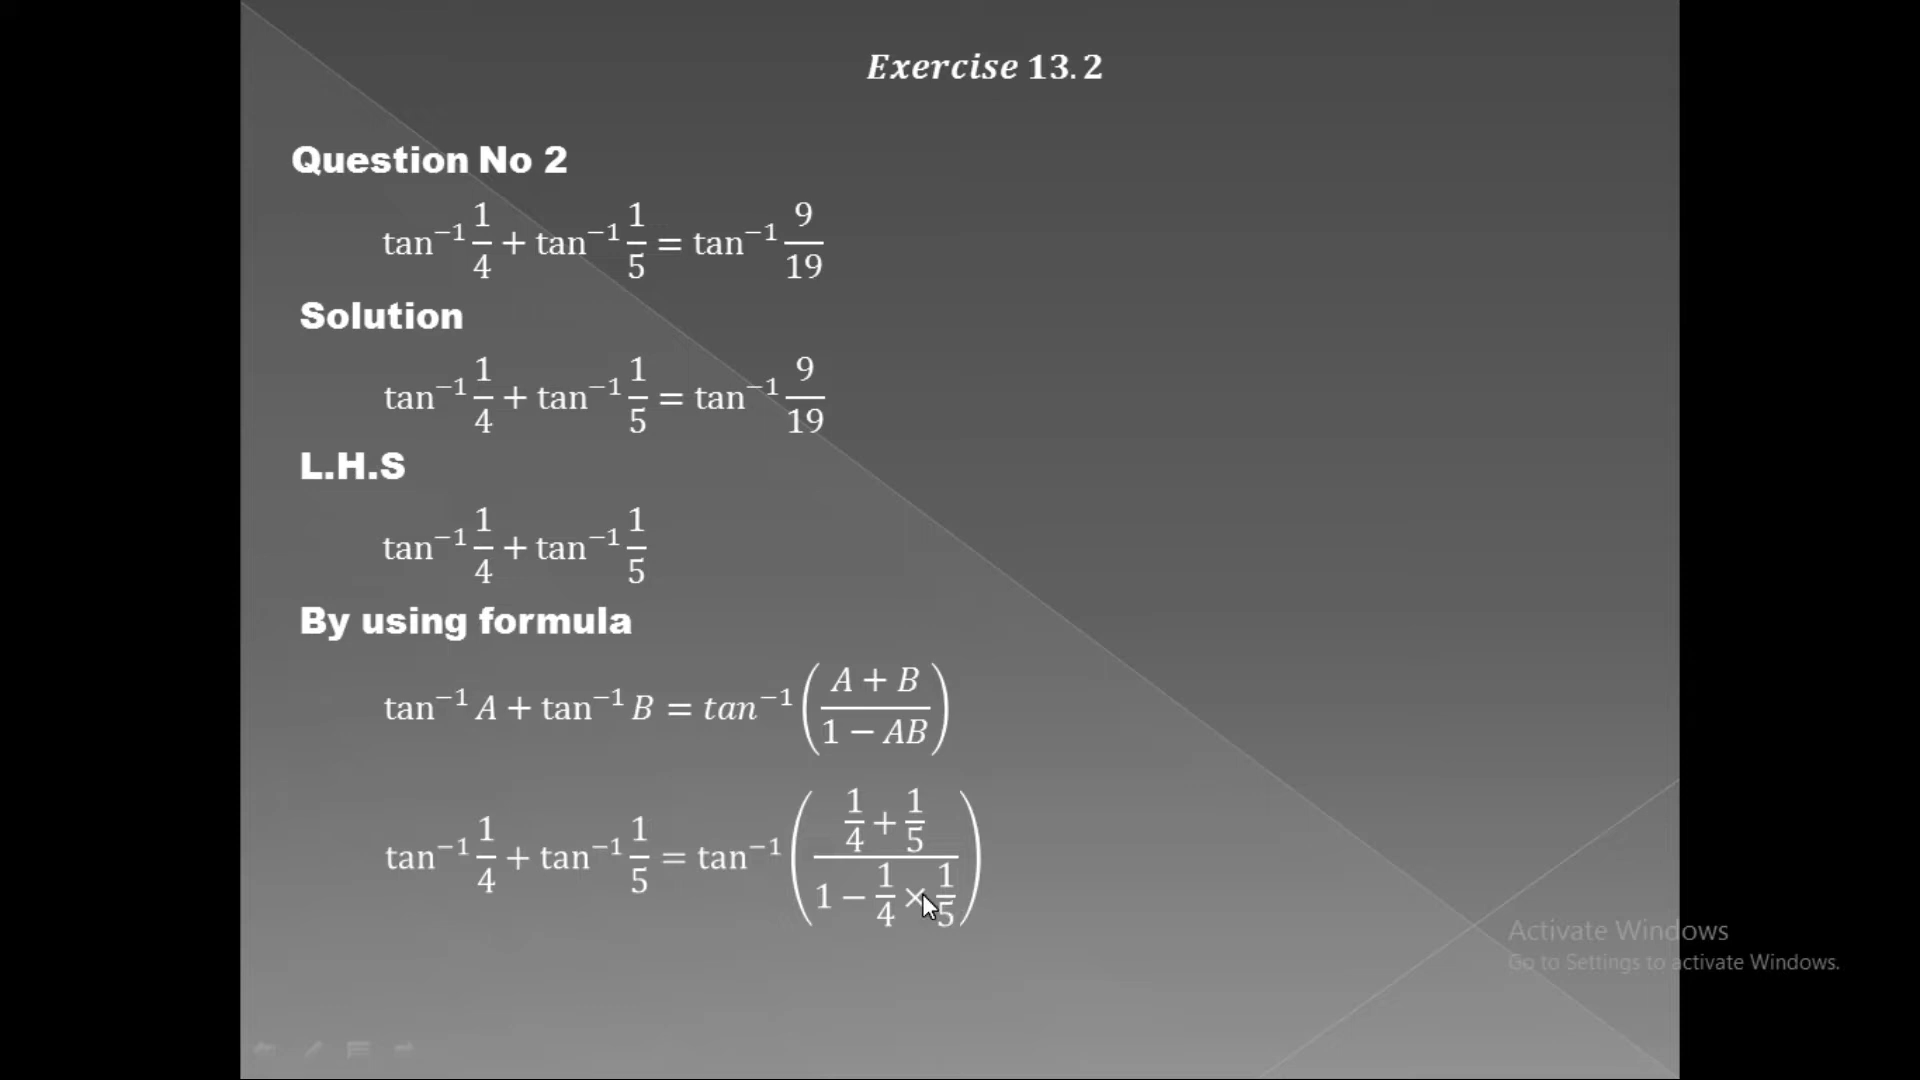 Exercise 13.2
Question No 2
tan⁻¹ 1/4 + tan⁻¹ 1/5 = tan⁻¹ 9/19
Solution
tan⁻¹ 1/4 + tan⁻¹ 1/5 = tan⁻¹ 9/19
L.H.S
tan⁻¹ 1/4 + tan⁻¹ 1/5
By using formula
tan⁻¹ A + tan⁻¹ B = tan⁻¹ ((A + B)/(1 − AB))
tan⁻¹ 1/4 + tan⁻¹ 1/5 = tan⁻¹ ((1/4 + 1/5)/(1 − 1/4 × 1/5))
Activate Windows
Go to Settings to activate Windows.